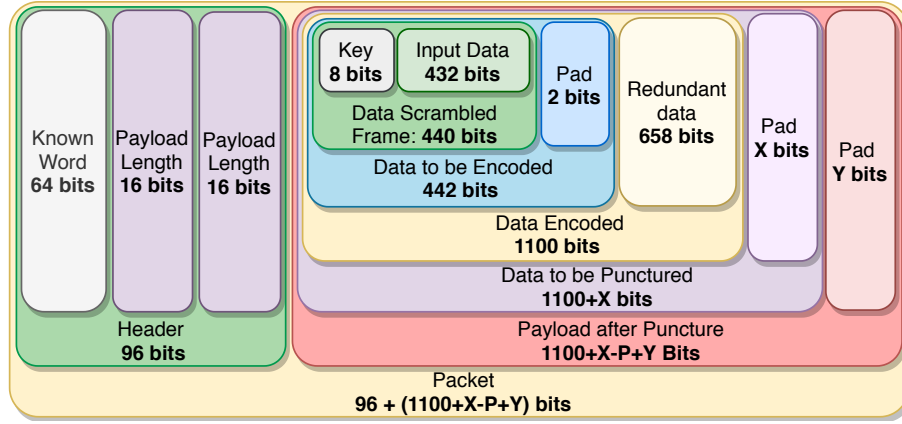 Known
Word
64 bits
Payload
Length
16 bits
Payload
Length
16 bits
Header
96 bits
Key
8 bits
Input Data
432 bits
Data Scrambled
Frame: 440 bits
Pad
2 bits
Data to be Encoded
442 bits
Redundant
data
658 bits
Data Encoded
1100 bits
Pad
X bits
Data to be Punctured
1100+X bits
Pad
Y bits
Payload after Puncture
1100+X-P+Y Bits
Packet
96 + (1100+X-P+Y) bits